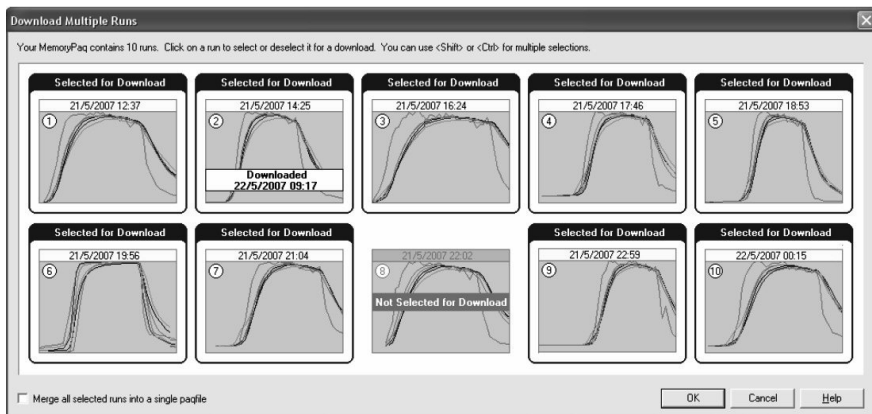 Download Multiple Runs
Your MemoryPaq contains 10 runs. Click on a run to select or deselect it for a download. You can use <Shift> or <Ctrl> for multiple selections.
Selected for Download
21/5/2007 12:37
1
Selected for Download
21/5/2007 14:25
2
Downloaded
22/5/2007 09:17
Selected for Download
21/5/2007 16:24
3
Selected for Download
21/5/2007 17:46
4
Selected for Download
21/5/2007 18:53
5
Selected for Download
21/5/2007 19:56
6
Selected for Download
21/5/2007 21:04
7
21/5/2007 22:02
8
Not Selected for Download
Selected for Download
21/5/2007 22:59
9
Selected for Download
22/5/2007 00:15
10
Merge all selected runs into a single paqfile
OK
Cancel
Help